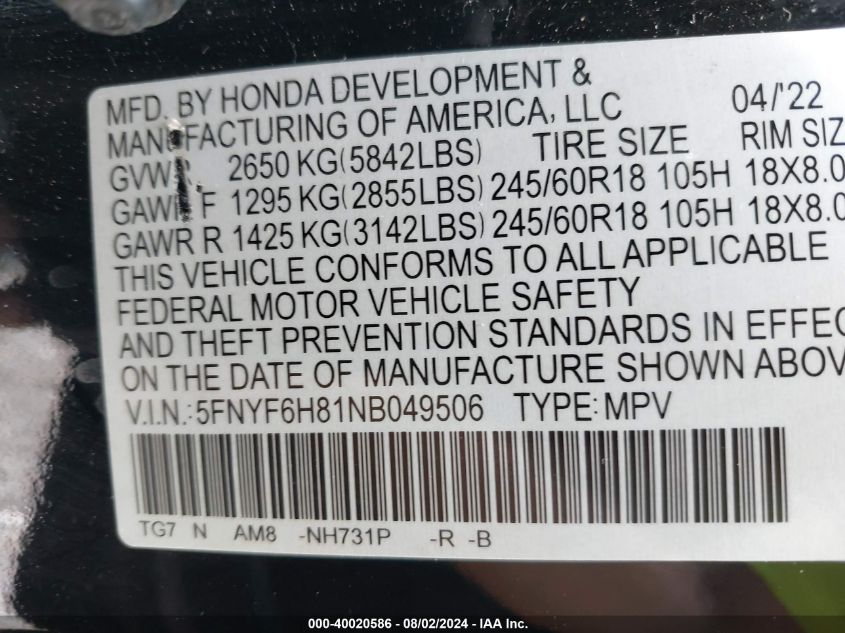 MFD. BY HONDA DEVELOPMENT &
MANUFACTURING OF AMERICA, LLC 04/'22
GVWR 2650 KG(5842LBS) TIRE SIZE RIM SIZ
GAWR F 1295 KG(2855LBS) 245/60R18 105H 18X8.0
GAWR R 1425 KG(3142LBS) 245/60R18 105H 18X8.0
THIS VEHICLE CONFORMS TO ALL APPLICABLE
FEDERAL MOTOR VEHICLE SAFETY
AND THEFT PREVENTION STANDARDS IN EFFEC
ON THE DATE OF MANUFACTURE SHOWN ABOV
V.I.N.:5FNYF6H81NB049506 TYPE: MPV
TG7 N AM8 -NH731P -R -B
000-40020586 - 08/02/2024 - IAA Inc.